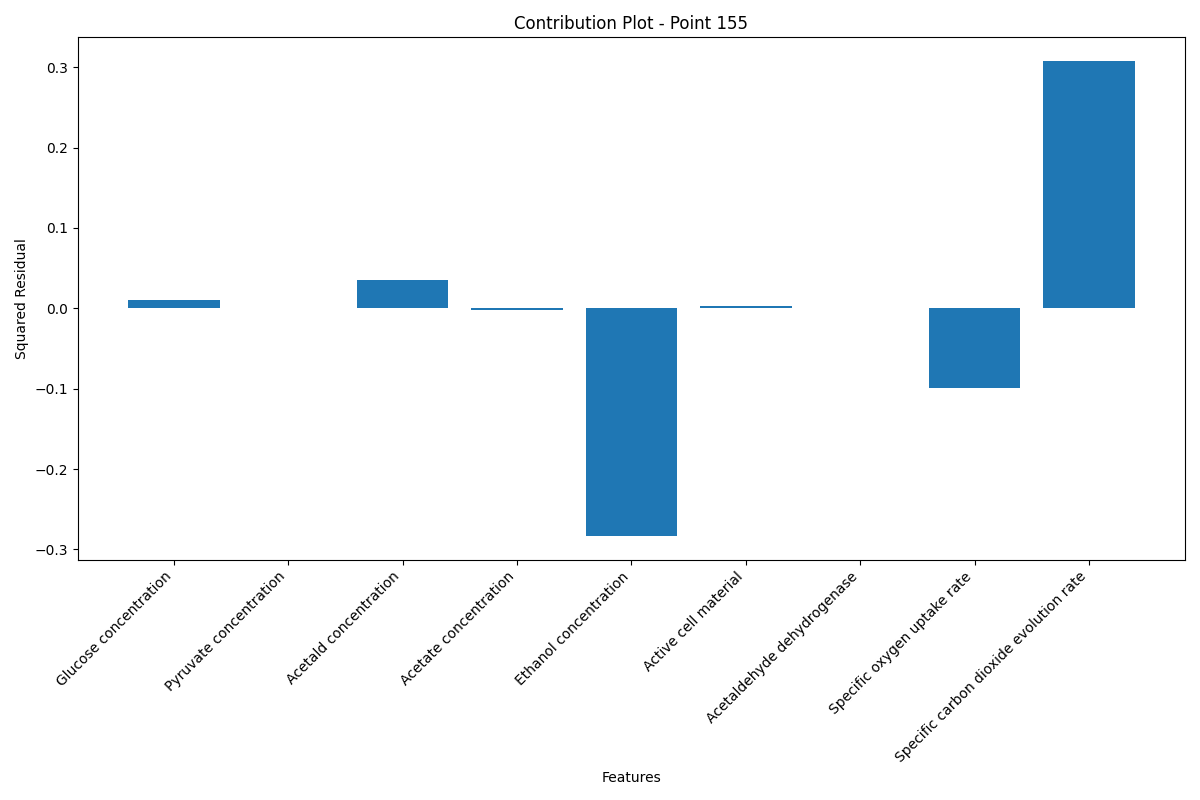 Contribution Plot - Point 155
Squared Residual
0.3
0.2
0.1
0.0
−0.1
−0.2
−0.3
Glucose concentration
Pyruvate concentration
Acetald concentration
Acetate concentration
Ethanol concentration
Active cell material
Acetaldehyde dehydrogenase
Specific oxygen uptake rate
Specific carbon dioxide evolution rate
Features